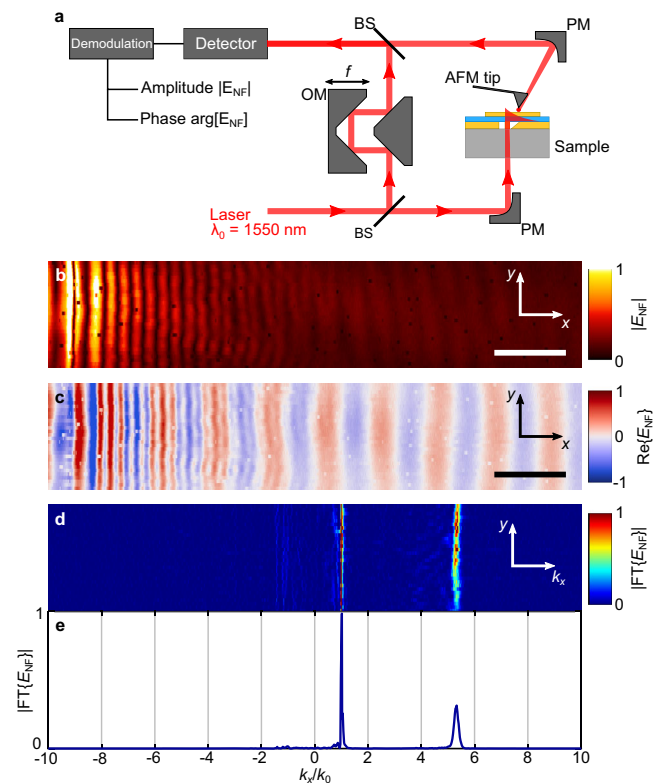 a
BS
PM
Demodulation
Detector
f
AFM tip
OM
Amplitude |E_NF|
Phase arg[E_NF]
Sample
Laser
λ_0 = 1550 nm
BS
PM
b
y
x
1
0
|E_NF|
c
y
x
1
0
-1
Re{E_NF}
d
y
k_x
1
0
|FT{E_NF}|
e
1
0
|FT{E_NF}|
-10 -8 -6 -4 -2 0 2 4 6 8 10
k_x/k_0